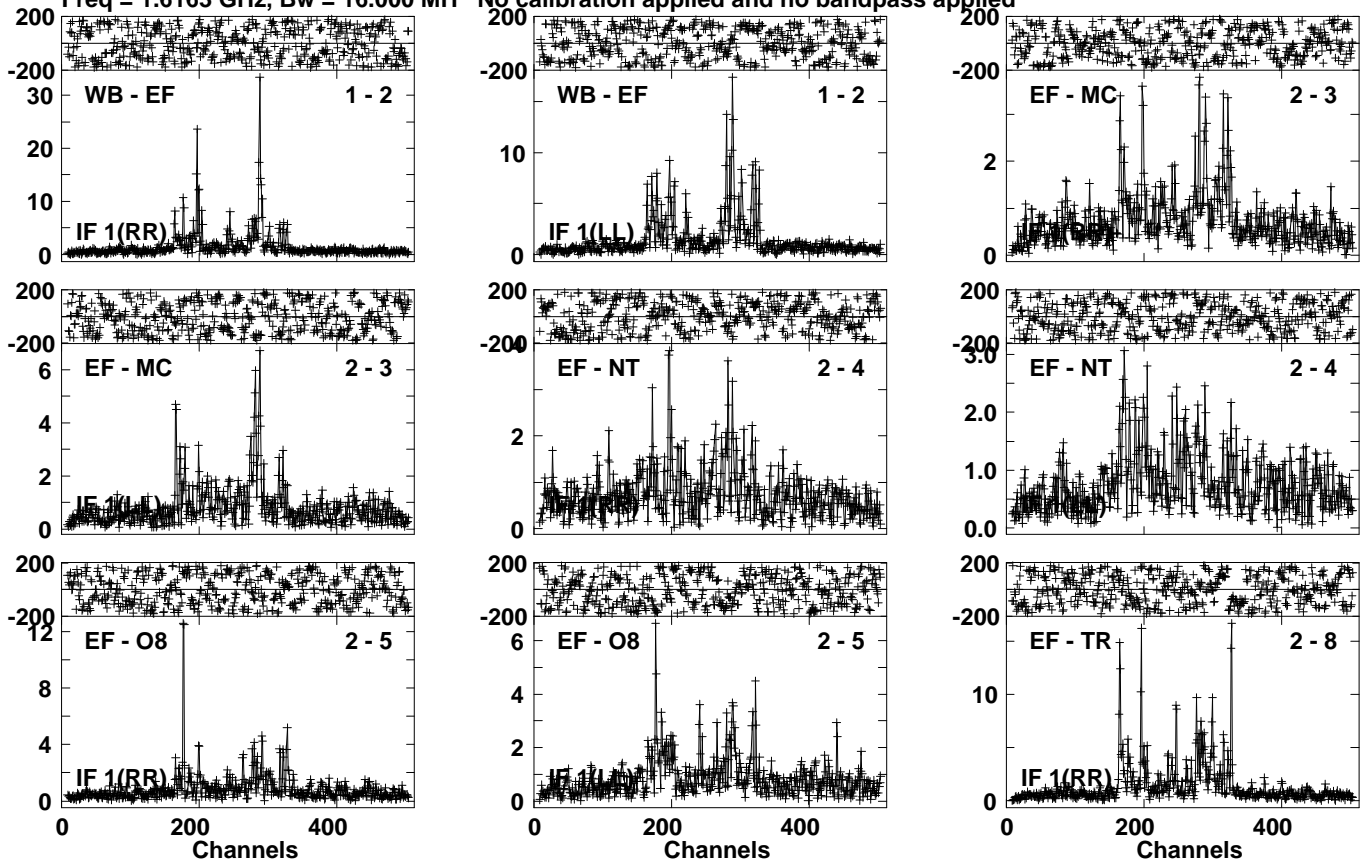 Freq = 1.6163 GHz, Bw = 16.000 MH No calibration applied and no bandpass applied
200 200 200
-200 -200 -200
WB - EF 1 - 2 WB - EF 1 - 2 EF - MC 2 - 3
30
20 10 2
10
IF 1(RR) IF 1(LL)
0 0 0
200 200 200
-200 -200 -200
4 3.0
EF - MC 2 - 3 EF - NT 2 - 4 EF - NT 2 - 4
6 2.0
4 2
2 1.0
IF 1(LL)
0 0 0.0
200 200 200
-200 -200 -200
12 6
EF - O8 2 - 5 EF - O8 2 - 5 EF - TR 2 - 8
8 4 10
4 2
IF 1(RR) IF 1(LL) IF 1(RR)
0 0 0
0 200 400 0 200 400 0 200 400
Channels Channels Channels